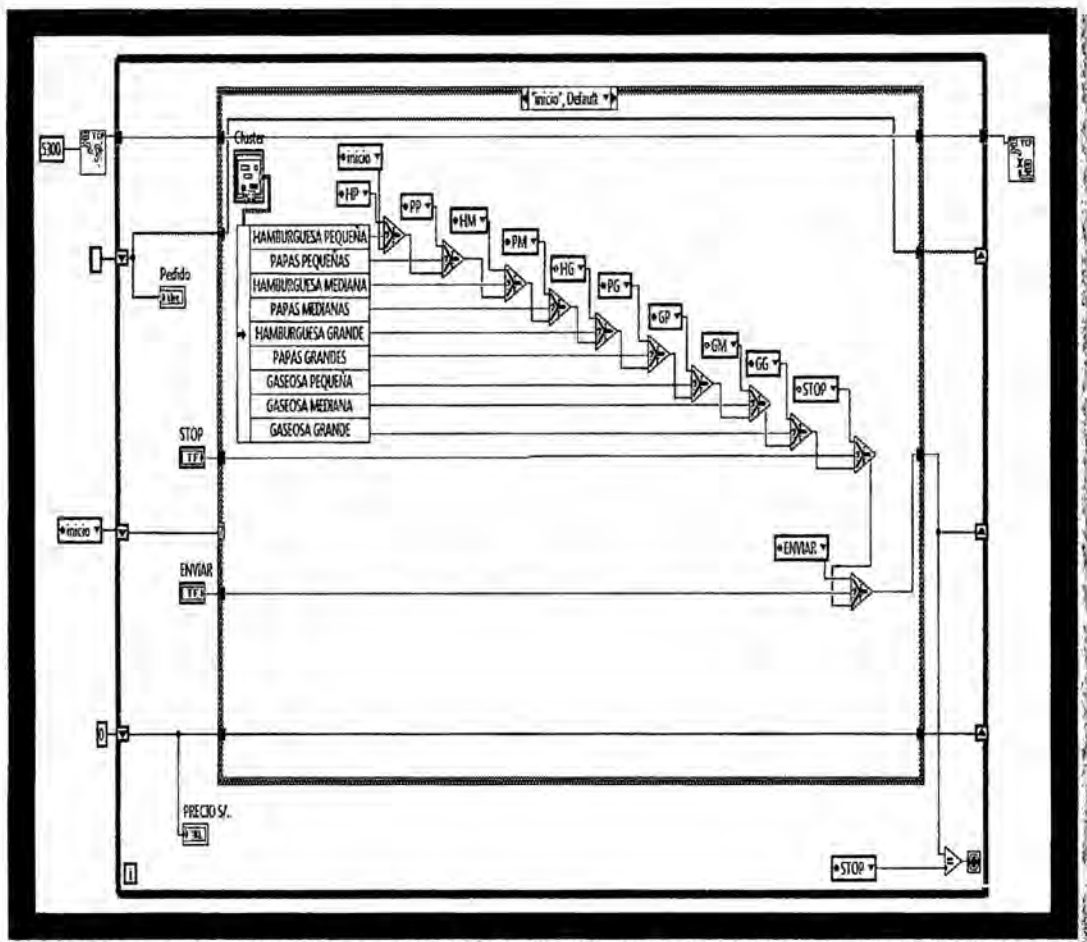 "inicio", Default
5300
Cluster
inicio
HP
PP
HM
PM
HG
PG
GP
GM
GG
STOP
HAMBURGUESA PEQUEÑA
PAPAS PEQUEÑAS
HAMBURGUESA MEDIANA
PAPAS MEDIANAS
HAMBURGUESA GRANDE
PAPAS GRANDES
GASEOSA PEQUEÑA
GASEOSA MEDIANA
GASEOSA GRANDE
Pedido
abc
STOP
TF
inicio
ENVIAR
ENVIAR
TF
0
PRECIO S/.
STOP
i